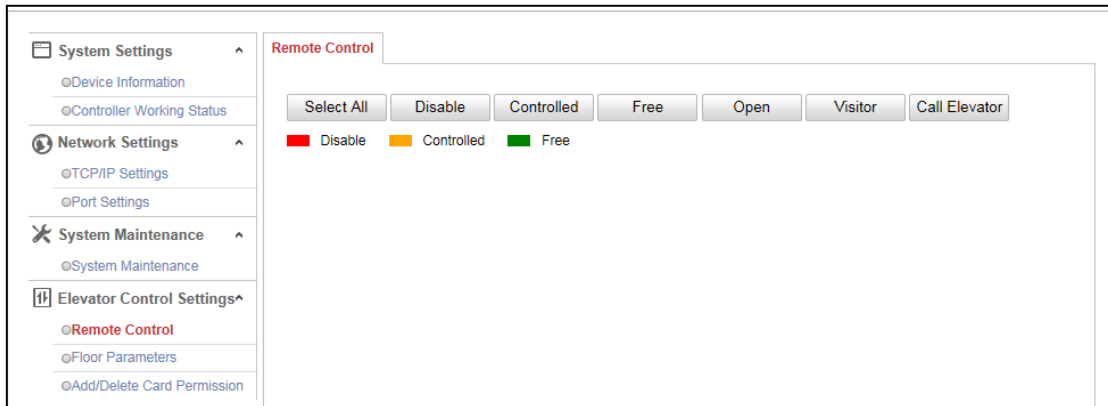 System Settings
Device Information
Controller Working Status
Network Settings
TCP/IP Settings
Port Settings
System Maintenance
System Maintenance
Elevator Control Settings
Remote Control
Floor Parameters
Add/Delete Card Permission
Remote Control
Select All Disable Controlled Free Open Visitor Call Elevator
Disable Controlled Free